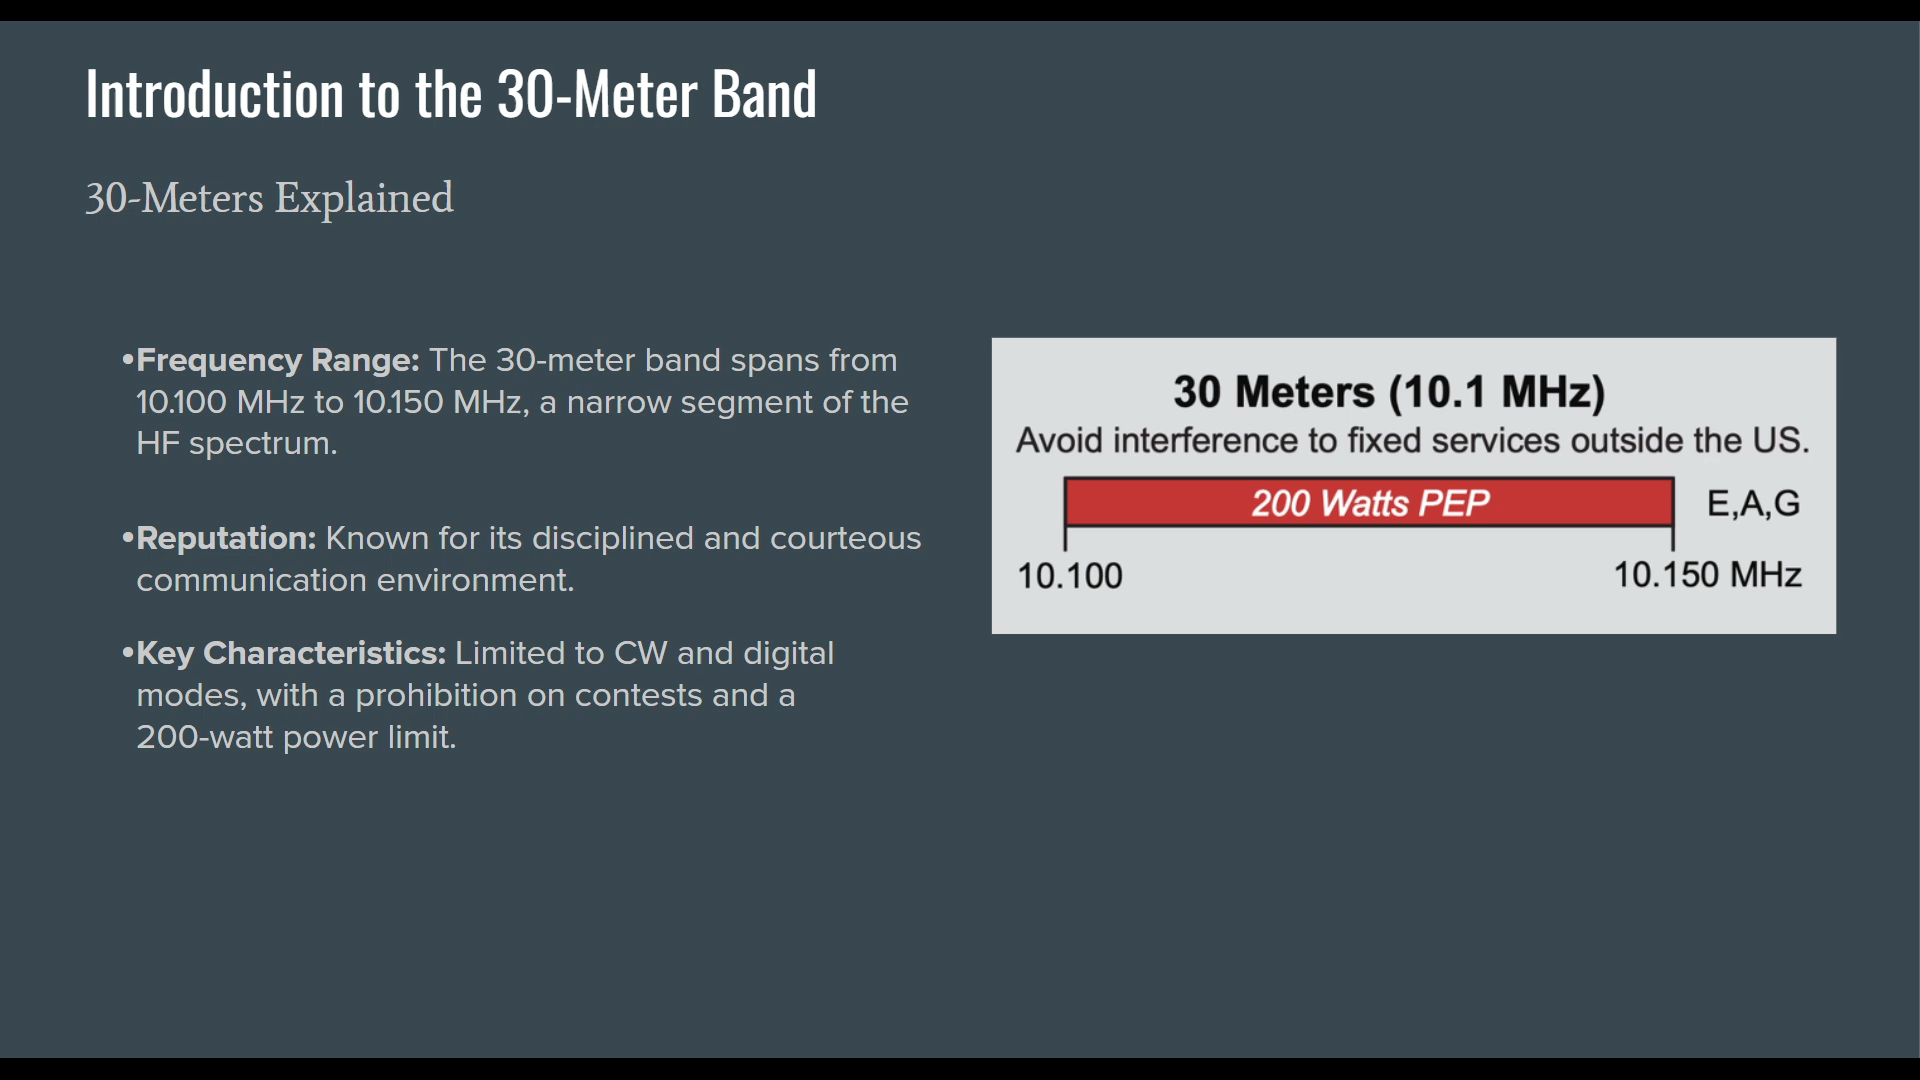 Introduction to the 30-Meter Band
30-Meters Explained
•Frequency Range: The 30-meter band spans from
10.100 MHz to 10.150 MHz, a narrow segment of the
HF spectrum.
•Reputation: Known for its disciplined and courteous
communication environment.
•Key Characteristics: Limited to CW and digital
modes, with a prohibition on contests and a
200-watt power limit.
30 Meters (10.1 MHz)
Avoid interference to fixed services outside the US.
200 Watts PEP E,A,G
10.100 10.150 MHz